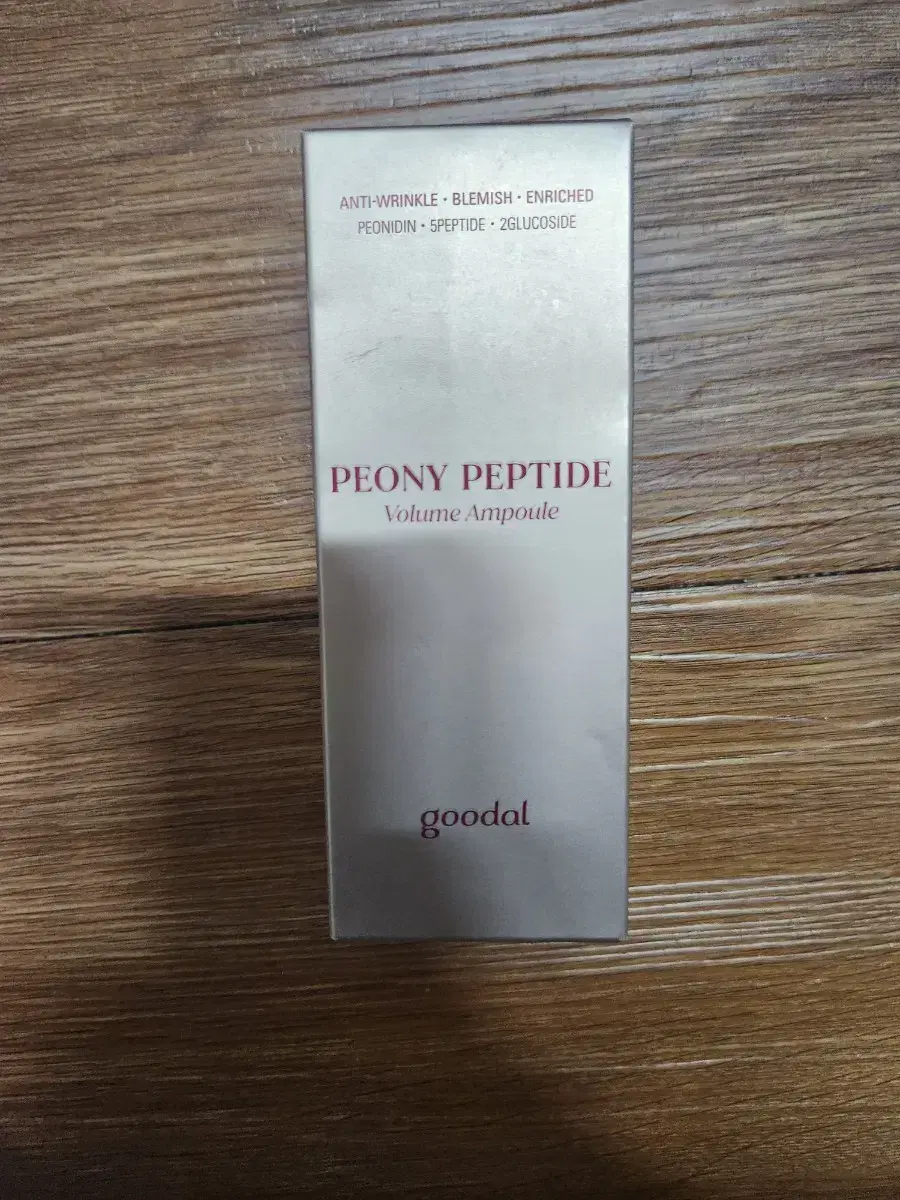 ANTI-WRINKLE • BLEMISH • ENRICHED
PEONIDIN • 5PEPTIDE • 2GLUCOSIDE
PEONY PEPTIDE
Volume Ampoule
goodal